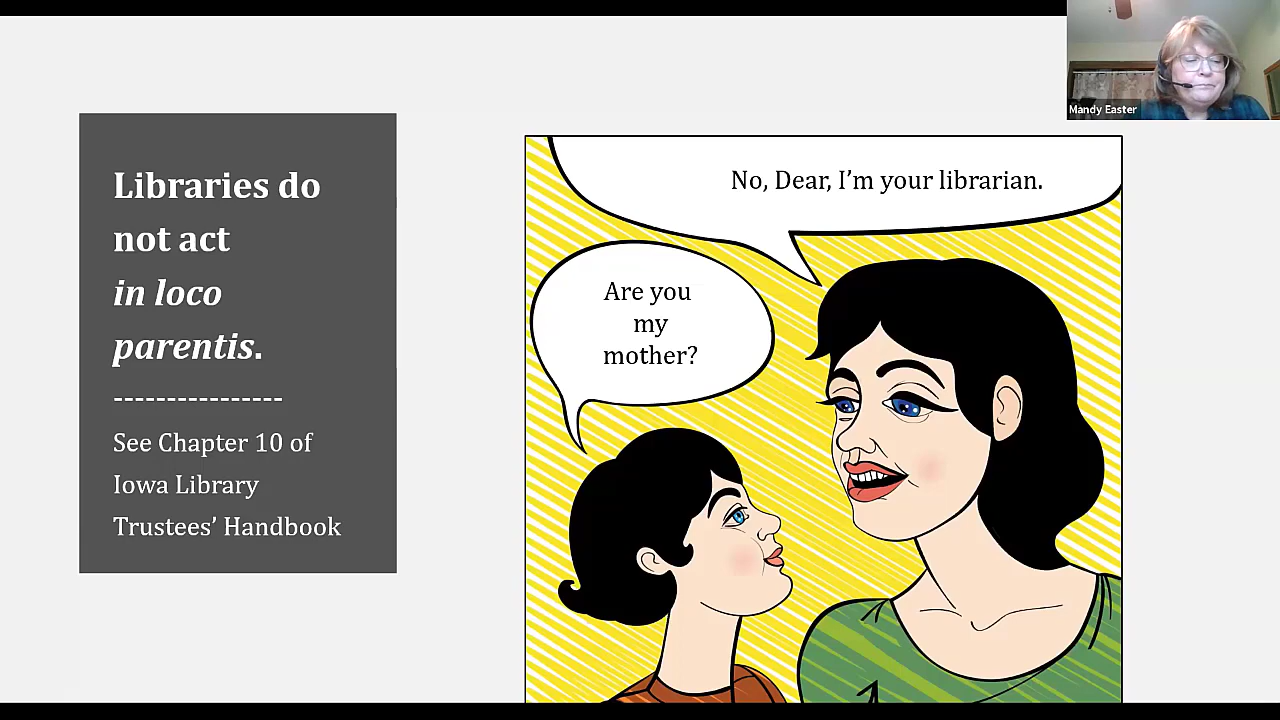 Libraries do
not act
in loco
parentis.
----------------
See Chapter 10 of
Iowa Library
Trustees’ Handbook
No, Dear, I’m your librarian.
Are you
my
mother?
Mandy Easter